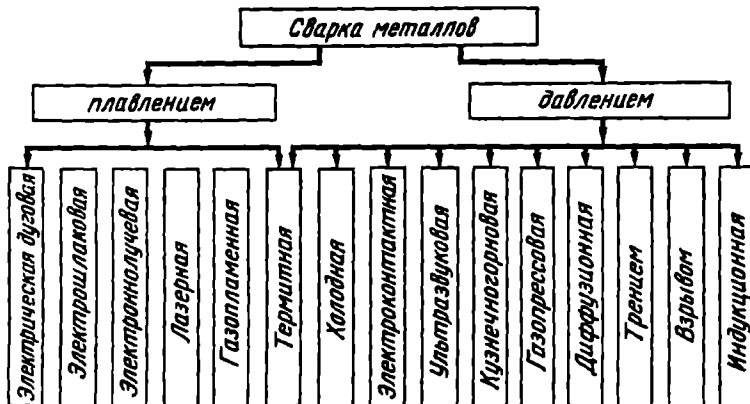 Сварка металлов
плавлением
давлением
Электрическая дуговая
Электрошлаковая
Электроннолучевая
Лазерная
Газопламенная
Термитная
Холодная
Электроконтактная
Ультразвуковая
Кузнечногорновая
Газопрессовая
Диффузионная
Трением
Взрывом
Индукционная